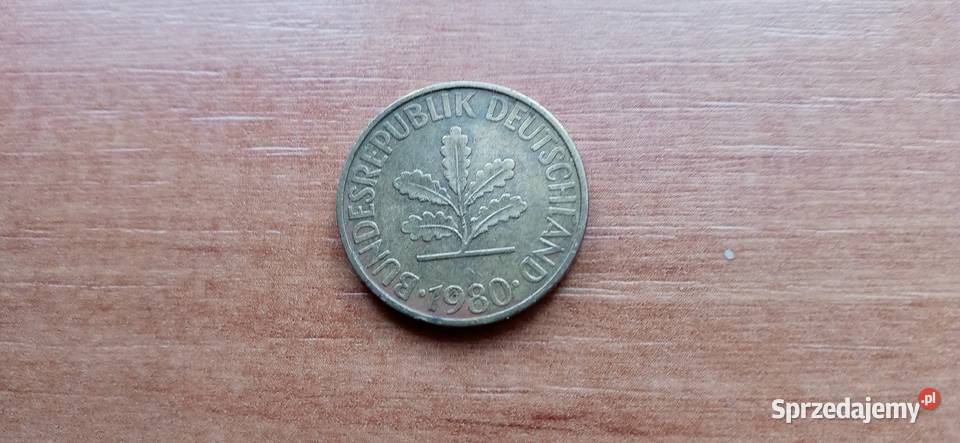 BUNDESREPUBLIK DEUTSCHLAND
· 1980 ·
Sprzedajemy.pl